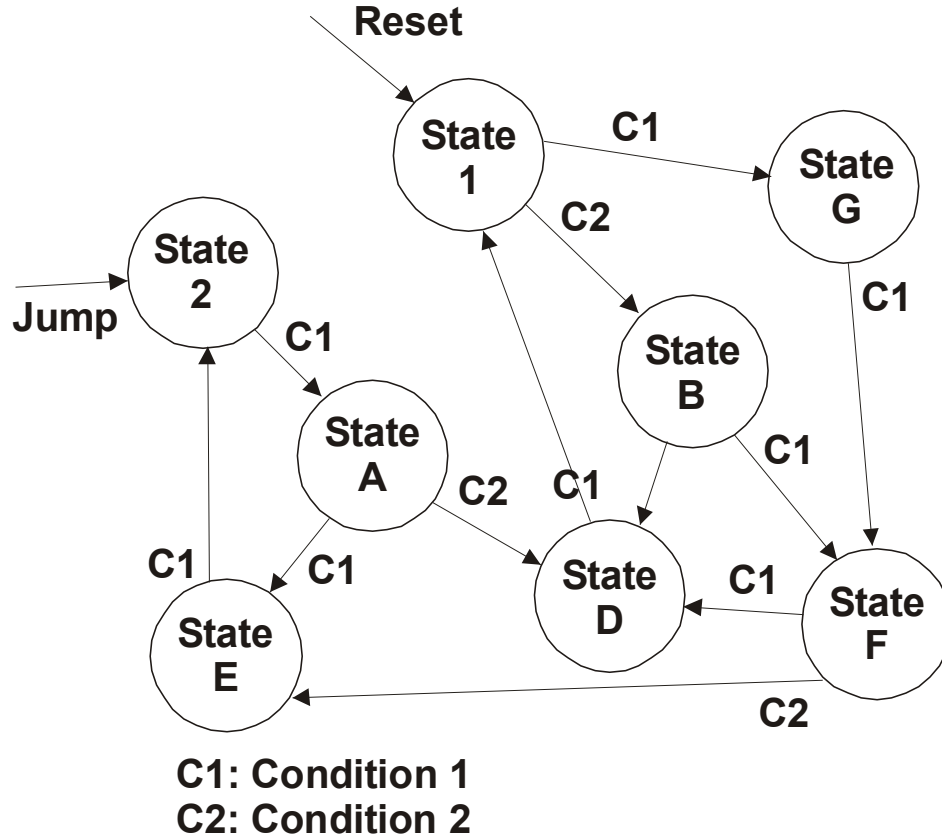 Reset
State
1
C1
State
G
C2
State
2
Jump
C1
C1
State
B
State
A
C1
C2
C1
C1
C1
State
D
C1
State
F
State
E
C2
C1: Condition 1
C2: Condition 2